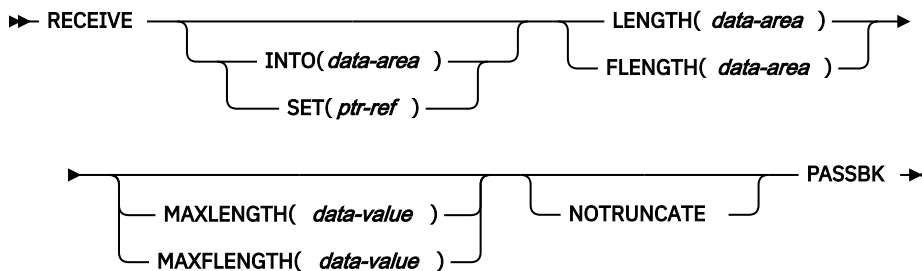 RECEIVE LENGTH( data-area )
INTO( data-area ) FLENGTH( data-area )
SET( ptr-ref )
PASSBK
MAXLENGTH( data-value ) NOTRUNCATE
MAXFLENGTH( data-value )